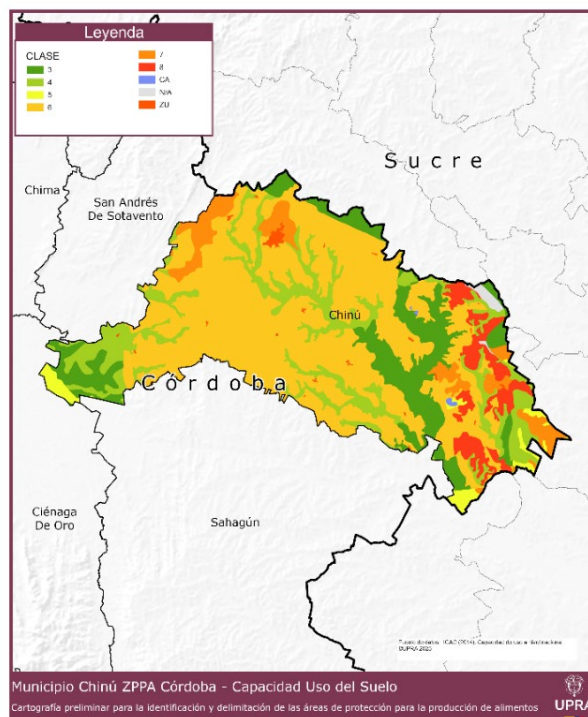 Leyenda
CLASE
3
4
5
6
7
8
CA
N/A
ZU
Sucre
Chima
San Andrés
De Sotavento
Chinú
Córdoba
Ciénaga
De Oro
Sahagún
Municipio Chinú ZPPA Córdoba - Capacidad Uso del Suelo
Cartografía preliminar para la identificación y delimitación de las áreas de protección para la producción de alimentos
UPRA